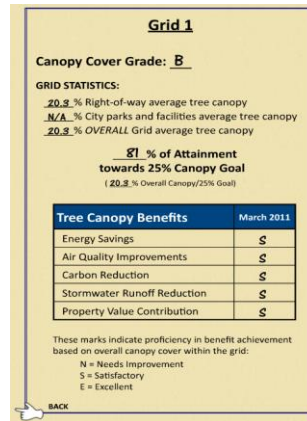 Grid 1
Canopy Cover Grade: B
GRID STATISTICS:
20.3 % Right-of-way average tree canopy
N/A % City parks and facilities average tree canopy
20.3 % OVERALL Grid average tree canopy
81 % of Attainment
towards 25% Canopy Goal
( 20.3 % Overall Canopy/25% Goal)
Tree Canopy Benefits March 2011
Energy Savings S
Air Quality Improvements S
Carbon Reduction S
Stormwater Runoff Reduction S
Property Value Contribution S
These marks indicate proficiency in benefit achievement
based on overall canopy cover within the grid:
N = Needs Improvement
S = Satisfactory
E = Excellent
BACK